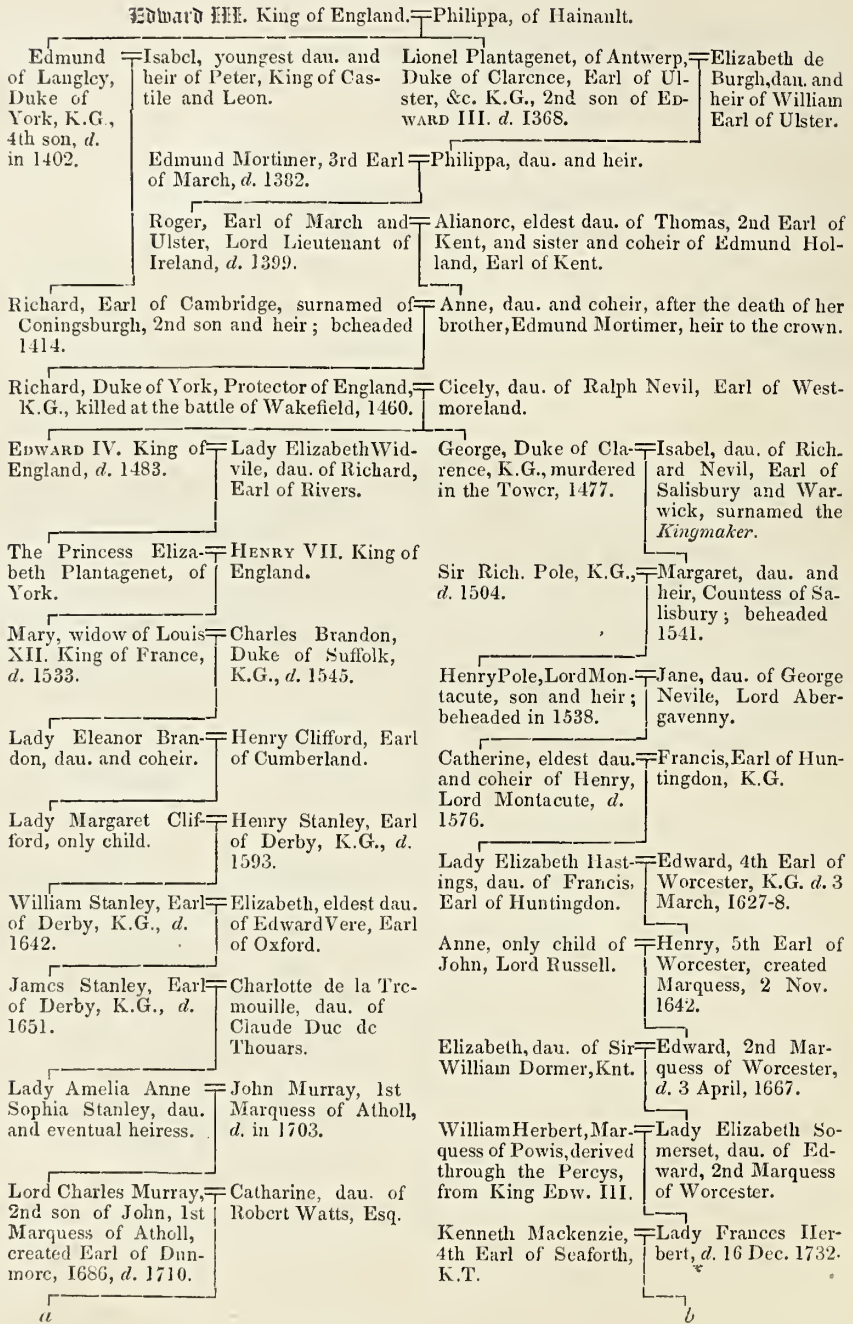 Edward III. King of England.=Philippa, of Hainault.
Edmund
of Langley,
Duke of
York, K.G.,
4th son, d.
in 1402.
Isabel, youngest dau. and
heir of Peter, King of Cas-
tile and Leon.
Lionel Plantagenet, of Antwerp,
Duke of Clarence, Earl of Ul-
ster, &c. K.G., 2nd son of ED-
WARD III. d. 1368.
Elizabeth de
Burgh, dau. and
heir of William
Earl of Ulster.
Edmund Mortimer, 3rd Earl
of March, d. 1382.
Philippa, dau. and heir.
Roger, Earl of March and
Ulster, Lord Lieutenant of
Ireland, d. 1399.
Alianore, eldest dau. of Thomas, 2nd Earl of
Kent, and sister and coheir of Edmund Hol-
land, Earl of Kent.
Richard, Earl of Cambridge, surnamed of
Coningsburgh, 2nd son and heir; beheaded
1414.
Anne, dau. and coheir, after the death of her
brother, Edmund Mortimer, heir to the crown.
Richard, Duke of York, Protector of England,
K.G., killed at the battle of Wakefield, 1460.
Cicely, dau. of Ralph Nevil, Earl of West-
moreland.
EDWARD IV. King of
England, d. 1483.
Lady Elizabeth Wid-
vile, dau. of Richard,
Earl of Rivers.
George, Duke of Cla-
rence, K.G., murdered
in the Tower, 1477.
Isabel, dau. of Rich-
ard Nevil, Earl of
Salisbury and War-
wick, surnamed the
Kingmaker.
The Princess Eliza-
beth Plantagenet, of
York.
HENRY VII. King of
England.
Sir Rich. Pole, K.G.,
d. 1504.
Margaret, dau. and
heir, Countess of Sa-
lisbury; beheaded
1541.
Mary, widow of Louis
XII. King of France,
d. 1533.
Charles Brandon,
Duke of Suffolk,
K.G., d. 1545.
Henry Pole, Lord Mon-
tacute, son and heir;
beheaded in 1538.
Jane, dau. of George
Nevile, Lord Aber-
gavenny.
Lady Eleanor Bran-
don, dau. and coheir.
Henry Clifford, Earl
of Cumberland.
Catherine, eldest dau.
and coheir of Henry,
Lord Montacute, d.
1576.
Francis, Earl of Hun-
tingdon, K.G.
Lady Margaret Clif-
ford, only child.
Henry Stanley, Earl
of Derby, K.G., d.
1593.
Lady Elizabeth Hast-
ings, dau. of Francis,
Earl of Huntingdon.
Edward, 4th Earl of
Worcester, K.G. d. 3
March, 1627-8.
William Stanley, Earl
of Derby, K.G., d.
1642.
Elizabeth, eldest dau.
of Edward Vere, Earl
of Oxford.
Anne, only child of
John, Lord Russell.
Henry, 5th Earl of
Worcester, created
Marquess, 2 Nov.
1642.
James Stanley, Earl
of Derby, K.G., d.
1651.
Charlotte de la Tre-
mouille, dau. of
Claude Duc de
Thouars.
Elizabeth, dau. of Sir
William Dormer, Knt.
Edward, 2nd Mar-
quess of Worcester,
d. 3 April, 1667.
Lady Amelia Anne
Sophia Stanley, dau.
and eventual heiress.
John Murray, 1st
Marquess of Atholl,
d. in 1703.
William Herbert, Mar-
quess of Powis, derived
through the Percys,
from King EDW. III.
Lady Elizabeth So-
merset, dau. of Ed-
ward, 2nd Marquess
of Worcester.
Lord Charles Murray,
2nd son of John, 1st
Marquess of Atholl,
created Earl of Dun-
more, 1686, d. 1710.
Catharine, dau. of
Robert Watts, Esq.
Kenneth Mackenzie,
4th Earl of Seaforth,
K.T.
Lady Frances Her-
bert, d. 16 Dec. 1732.
a
b